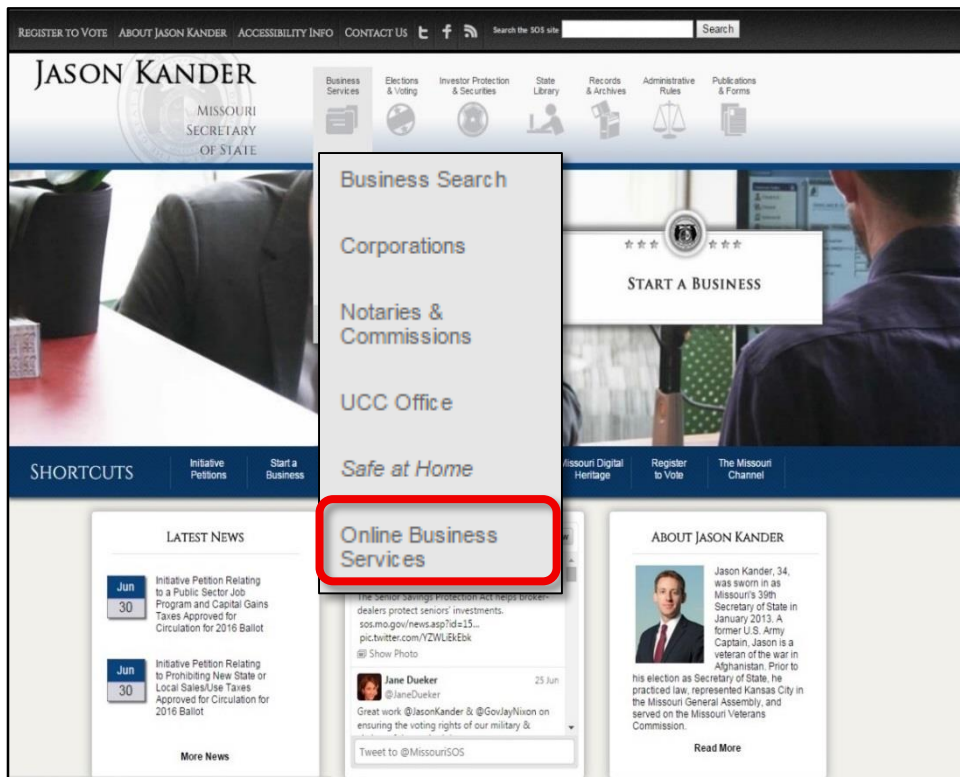 REGISTER TO VOTE ABOUT JASON KANDER ACCESSIBILITY INFO CONTACT US Search the SOS site Search
JASON KANDER
MISSOURI
SECRETARY
OF STATE
Business
Services
Elections
& Voting
Investor Protection
& Securities
State
Library
Records
& Archives
Administrative
Rules
Publications
& Forms
Business Search
Corporations
Notaries &
Commissions
UCC Office
Safe at Home
Online Business
Services
START A BUSINESS
SHORTCUTS
Initiative
Petitions
Start a
Business
Missouri Digital
Heritage
Register
to Vote
The Missouri
Channel
LATEST NEWS
Jun
30
Initiative Petition Relating
to a Public Sector Job
Program and Capital Gains
Taxes Approved for
Circulation for 2016 Ballot
Jun
30
Initiative Petition Relating
to Prohibiting New State or
Local Sales/Use Taxes
Approved for Circulation for
2016 Ballot
More News
The Senior Savings Protection Act helps broker-
dealers protect seniors' investments.
sos.mo.gov/news.asp?id=15...
pic.twitter.com/YZWLiEkEbk
Show Photo
Jane Dueker 25 Jun
@JaneDueker
Great work @JasonKander & @GovJayNixon on
ensuring the voting rights of our military &
Tweet to @MissouriSOS
ABOUT JASON KANDER
Jason Kander, 34,
was sworn in as
Missouri's 39th
Secretary of State in
January 2013. A
former U.S. Army
Captain, Jason is a
veteran of the war in
Afghanistan. Prior to
his election as Secretary of State, he
practiced law, represented Kansas City in
the Missouri General Assembly, and
served on the Missouri Veterans
Commission.
Read More